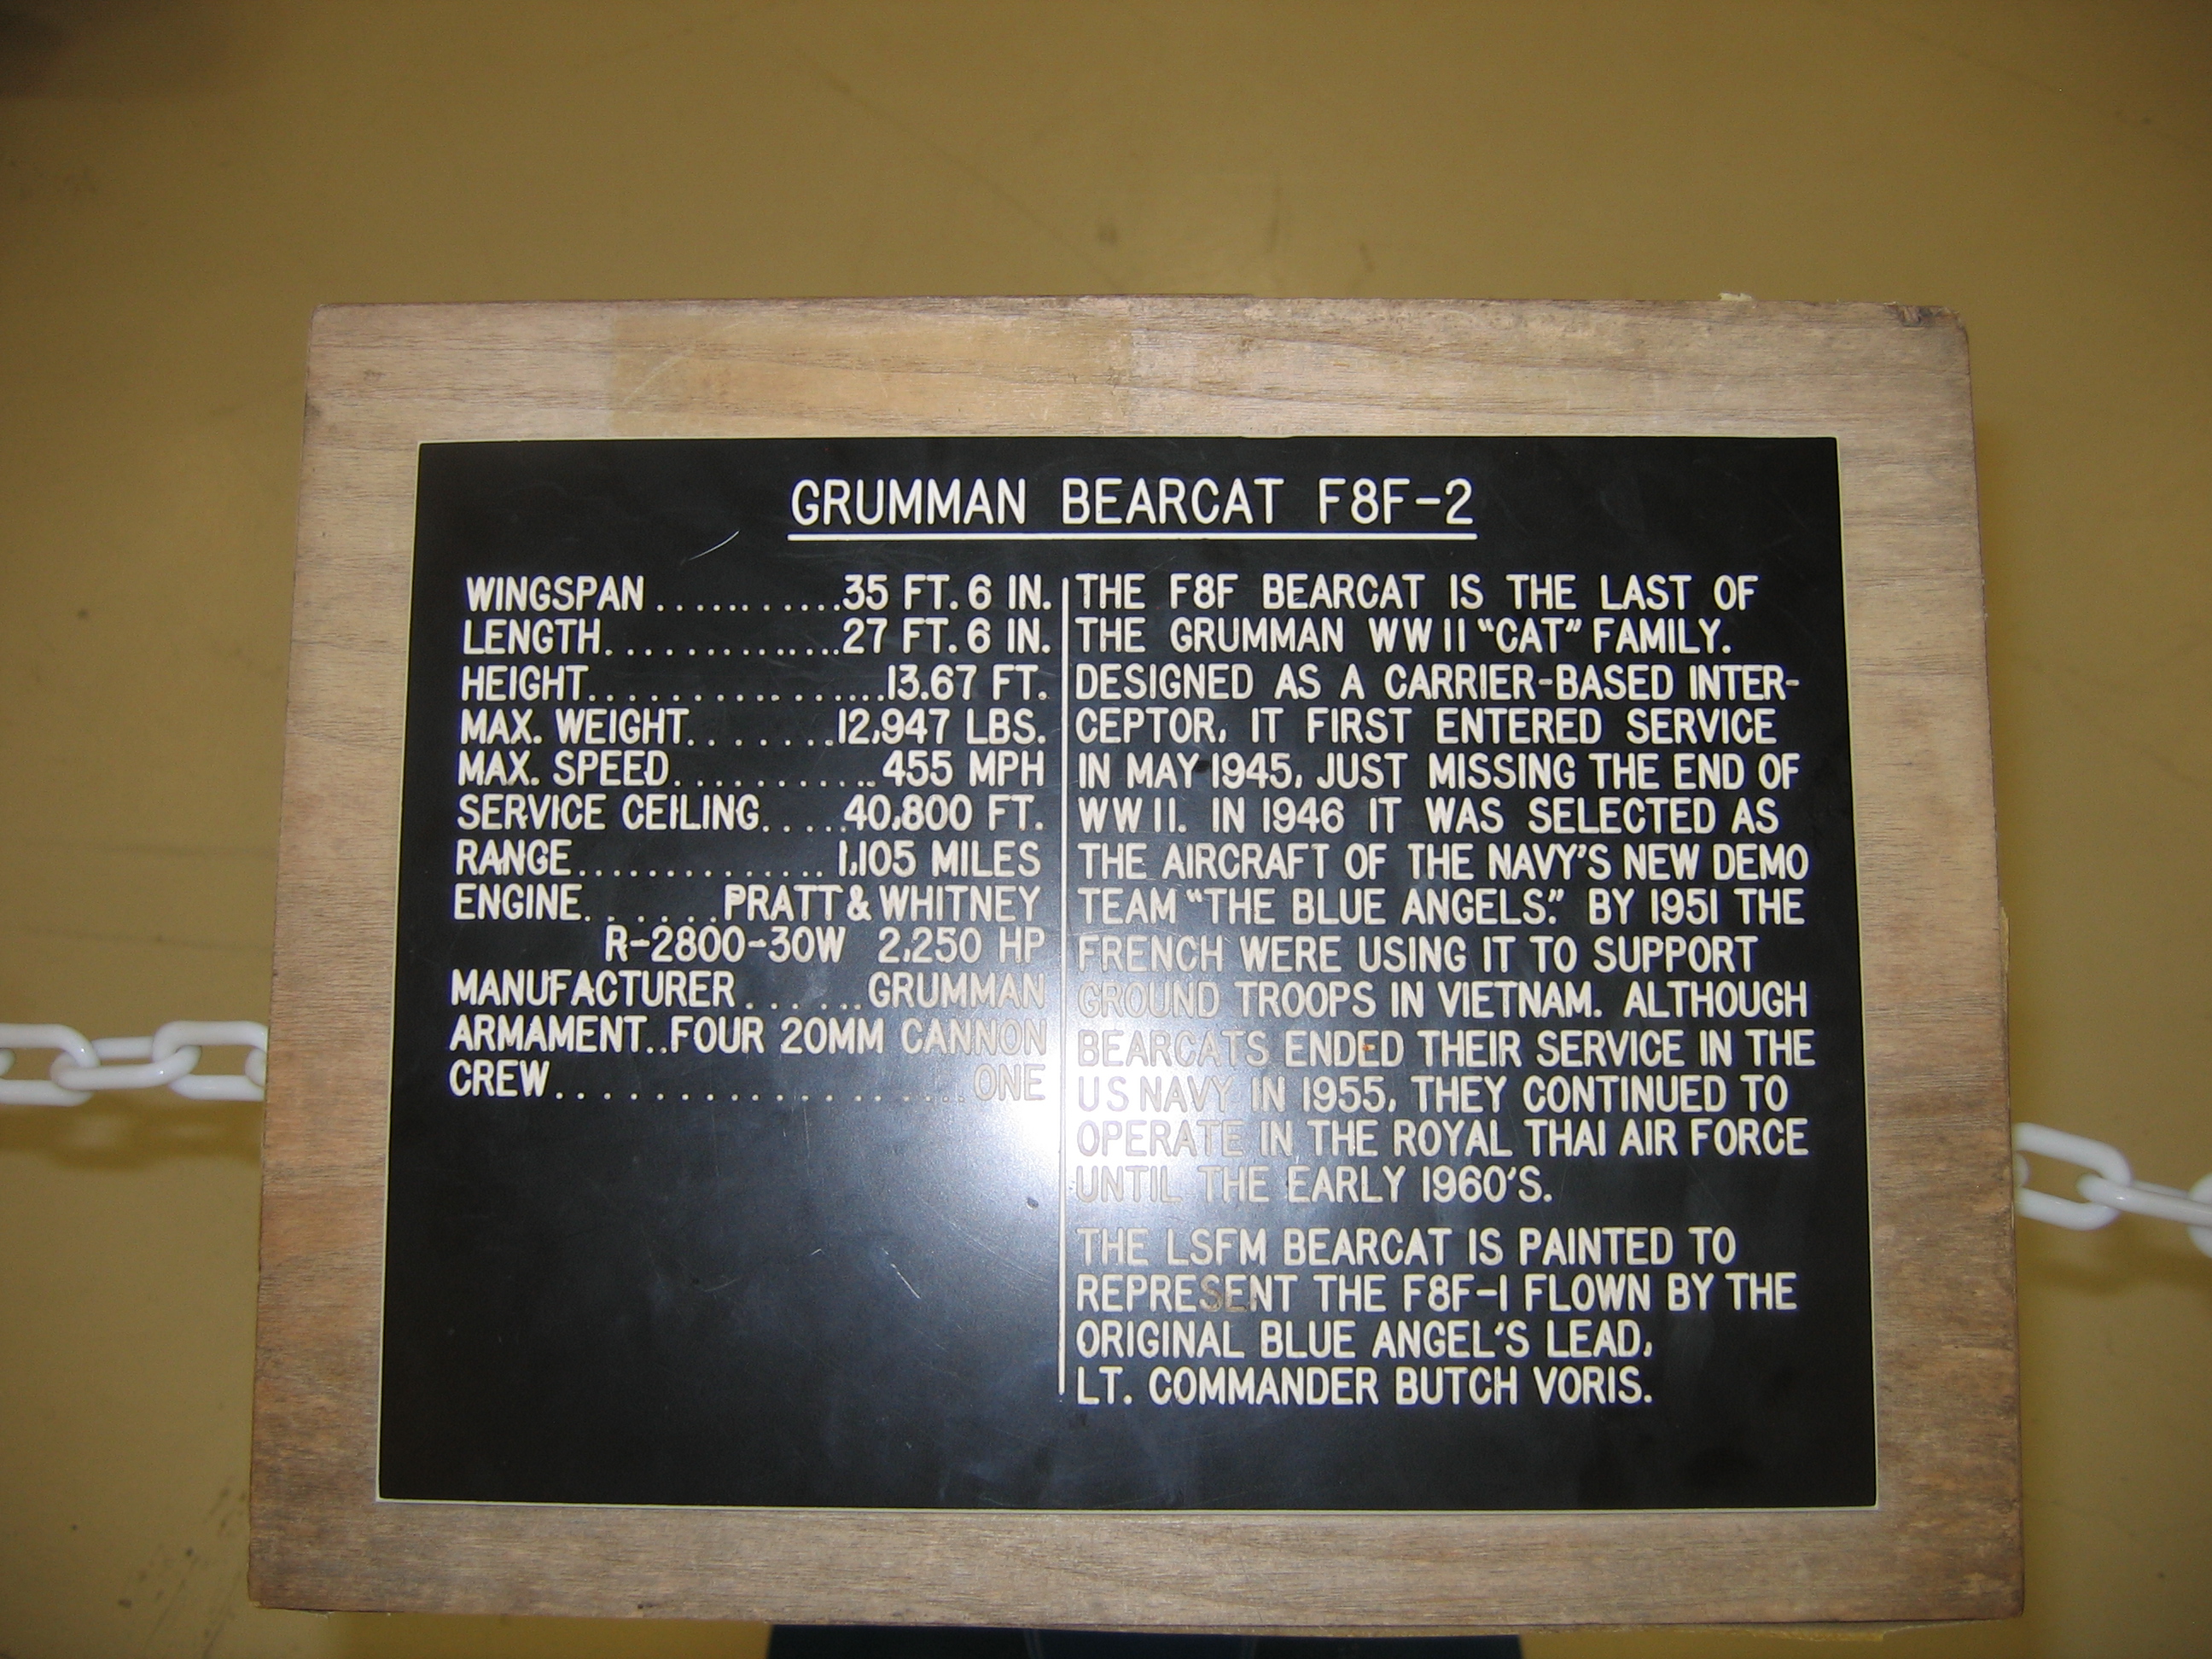 GRUMMAN BEARCAT F8F-2
WINGSPAN...............35 FT. 6 IN.
LENGTH..............27 FT. 6 IN.
HEIGHT..................13.67 FT.
MAX. WEIGHT........12,947 LBS.
MAX. SPEED............455 MPH
SERVICE CEILING.....40,800 FT.
RANGE..............1,105 MILES
ENGINE.......PRATT & WHITNEY
R-2800-30W 2,250 HP
MANUFACTURER.......GRUMMAN
ARMAMENT..FOUR 20MM CANNON
CREW....................ONE
THE F8F BEARCAT IS THE LAST OF
THE GRUMMAN WW II "CAT" FAMILY.
DESIGNED AS A CARRIER-BASED INTER-
CEPTOR, IT FIRST ENTERED SERVICE
IN MAY 1945, JUST MISSING THE END OF
WW II. IN 1946 IT WAS SELECTED AS
THE AIRCRAFT OF THE NAVY'S NEW DEMO
TEAM "THE BLUE ANGELS." BY 1951 THE
FRENCH WERE USING IT TO SUPPORT
GROUND TROOPS IN VIETNAM. ALTHOUGH
BEARCATS ENDED THEIR SERVICE IN THE
US NAVY IN 1955, THEY CONTINUED TO
OPERATE IN THE ROYAL THAI AIR FORCE
UNTIL THE EARLY 1960'S.
THE LSFM BEARCAT IS PAINTED TO
REPRESENT THE F8F-1 FLOWN BY THE
ORIGINAL BLUE ANGEL'S LEAD,
LT. COMMANDER BUTCH VORIS.